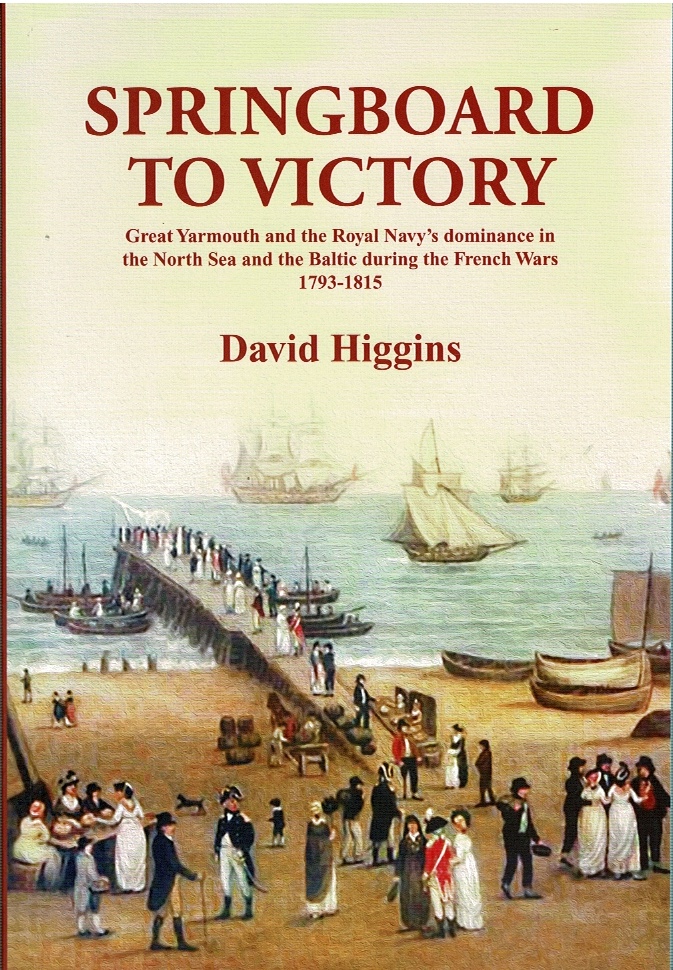 SPRINGBOARD
TO VICTORY
Great Yarmouth and the Royal Navy's dominance in
the North Sea and the Baltic during the French Wars
1793-1815
David Higgins